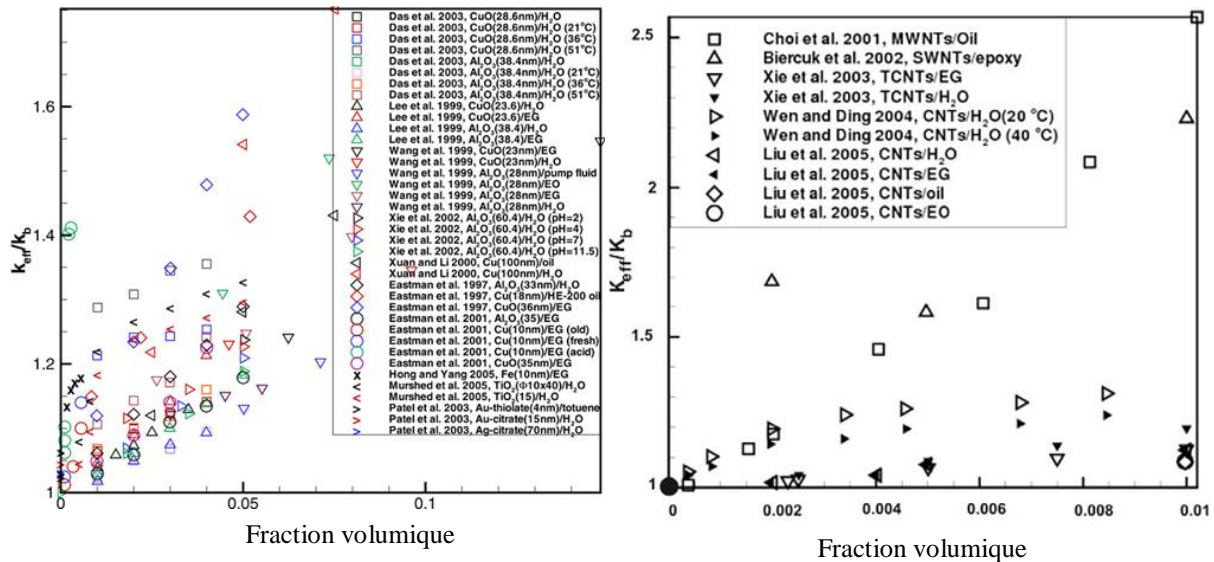 k_eff/k_b
1.6
1.4
1.2
1
0
0.05
0.1
Das et al. 2003, CuO(28.6nm)/H₂O
Das et al. 2003, CuO(28.6nm)/H₂O (21°C)
Das et al. 2003, CuO(28.6nm)/H₂O (36°C)
Das et al. 2003, CuO(28.6nm)/H₂O (51°C)
Das et al. 2003, Al₂O₃(38.4nm)/H₂O
Das et al. 2003, Al₂O₃(38.4nm)/H₂O (21°C)
Das et al. 2003, Al₂O₃(38.4nm)/H₂O (36°C)
Das et al. 2003, Al₂O₃(38.4nm)/H₂O (51°C)
Lee et al. 1999, CuO(23.6)/H₂O
Lee et al. 1999, CuO(23.6)/EG
Lee et al. 1999, Al₂O₃(38.4)/H₂O
Lee et al. 1999, Al₂O₃(38.4)/EG
Wang et al. 1999, CuO(23nm)/EG
Wang et al. 1999, CuO(23nm)/H₂O
Wang et al. 1999, Al₂O₃(28nm)/pump fluid
Wang et al. 1999, Al₂O₃(28nm)/EO
Wang et al. 1999, Al₂O₃(28nm)/EG
Wang et al. 1999, Al₂O₃(28nm)/H₂O
Xie et al. 2002, Al₂O₃(60.4)/H₂O (pH=2)
Xie et al. 2002, Al₂O₃(60.4)/H₂O (pH=4)
Xie et al. 2002, Al₂O₃(60.4)/H₂O (pH=7)
Xie et al. 2002, Al₂O₃(60.4)/H₂O (pH=11.5)
Xuan and Li 2000, Cu(100nm)/oil
Xuan and Li 2000, Cu(100nm)/H₂O
Eastman et al. 1997, Al₂O₃(33nm)/H₂O
Eastman et al. 1997, Cu(18nm)/HE-200 oil
Eastman et al. 1997, CuO(36nm)/EG
Eastman et al. 2001, Al₂O₃(35)/EG
Eastman et al. 2001, Cu(10nm)/EG (old)
Eastman et al. 2001, Cu(10nm)/EG (fresh)
Eastman et al. 2001, Cu(10nm)/EG (acid)
Eastman et al. 2001, CuO(35nm)/EG
Hong and Yang 2005, Fe(10nm)/EG
Murshed et al. 2005, TiO₂(Φ10x40)/H₂O
Murshed et al. 2005, TiO₂(15)/H₂O
Patel et al. 2003, Au-thiolate(4nm)/totuene
Patel et al. 2003, Au-citrate(15nm)/H₂O
Patel et al. 2003, Ag-citrate(70nm)/H₂O
Fraction volumique
K_eff/K_b
2.5
2
1.5
1
0
0.002
0.004
0.006
0.008
0.01
Choi et al. 2001, MWNTs/Oil
Biercuk et al. 2002, SWNTs/epoxy
Xie et al. 2003, TCNTs/EG
Xie et al. 2003, TCNTs/H₂O
Wen and Ding 2004, CNTs/H₂O(20 °C)
Wen and Ding 2004, CNTs/H₂O (40 °C)
Liu et al. 2005, CNTs/H₂O
Liu et al. 2005, CNTs/EG
Liu et al. 2005, CNTs/oil
Liu et al. 2005, CNTs/EO
Fraction volumique